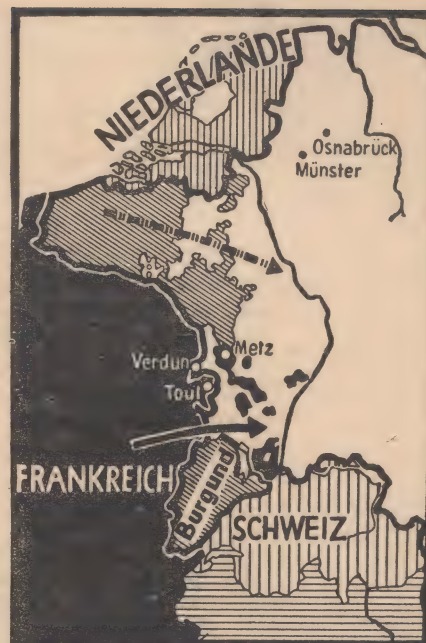 NIEDERLANDE
Osnabrück
Münster
Metz
Verdun
Toul
FRANKREICH
Burgund
SCHWEIZ